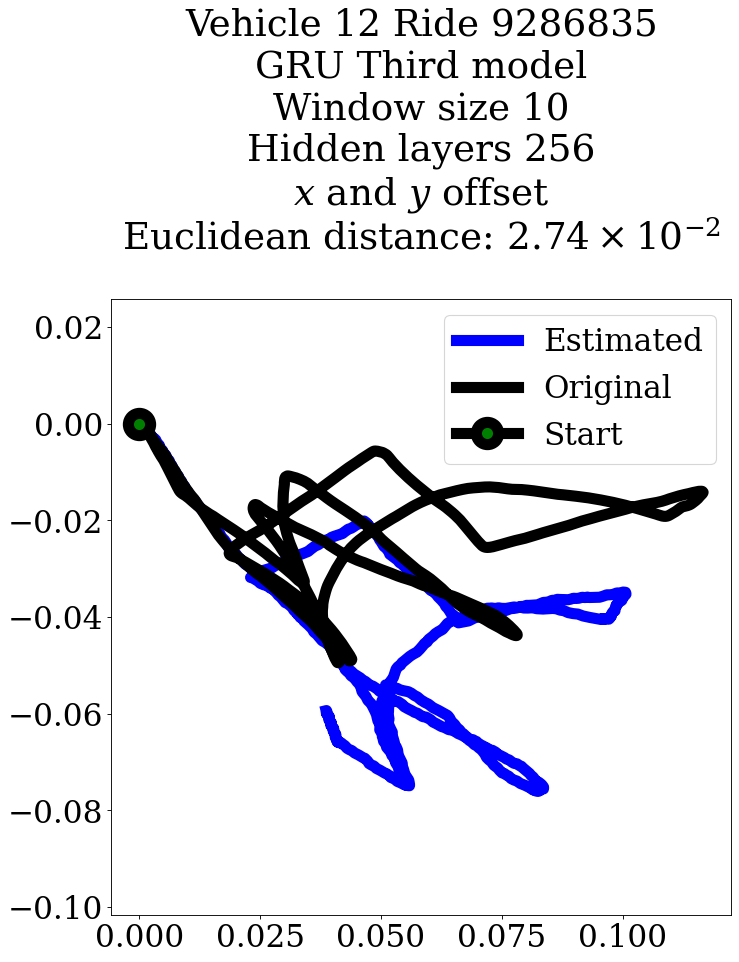 Vehicle 12 Ride 9286835
GRU Third model
Window size 10
Hidden layers 256
x and y offset
Euclidean distance: 2.74 × 10⁻²
Estimated
Original
Start
0.02
0.00
−0.02
−0.04
−0.06
−0.08
−0.10
0.000 0.025 0.050 0.075 0.100